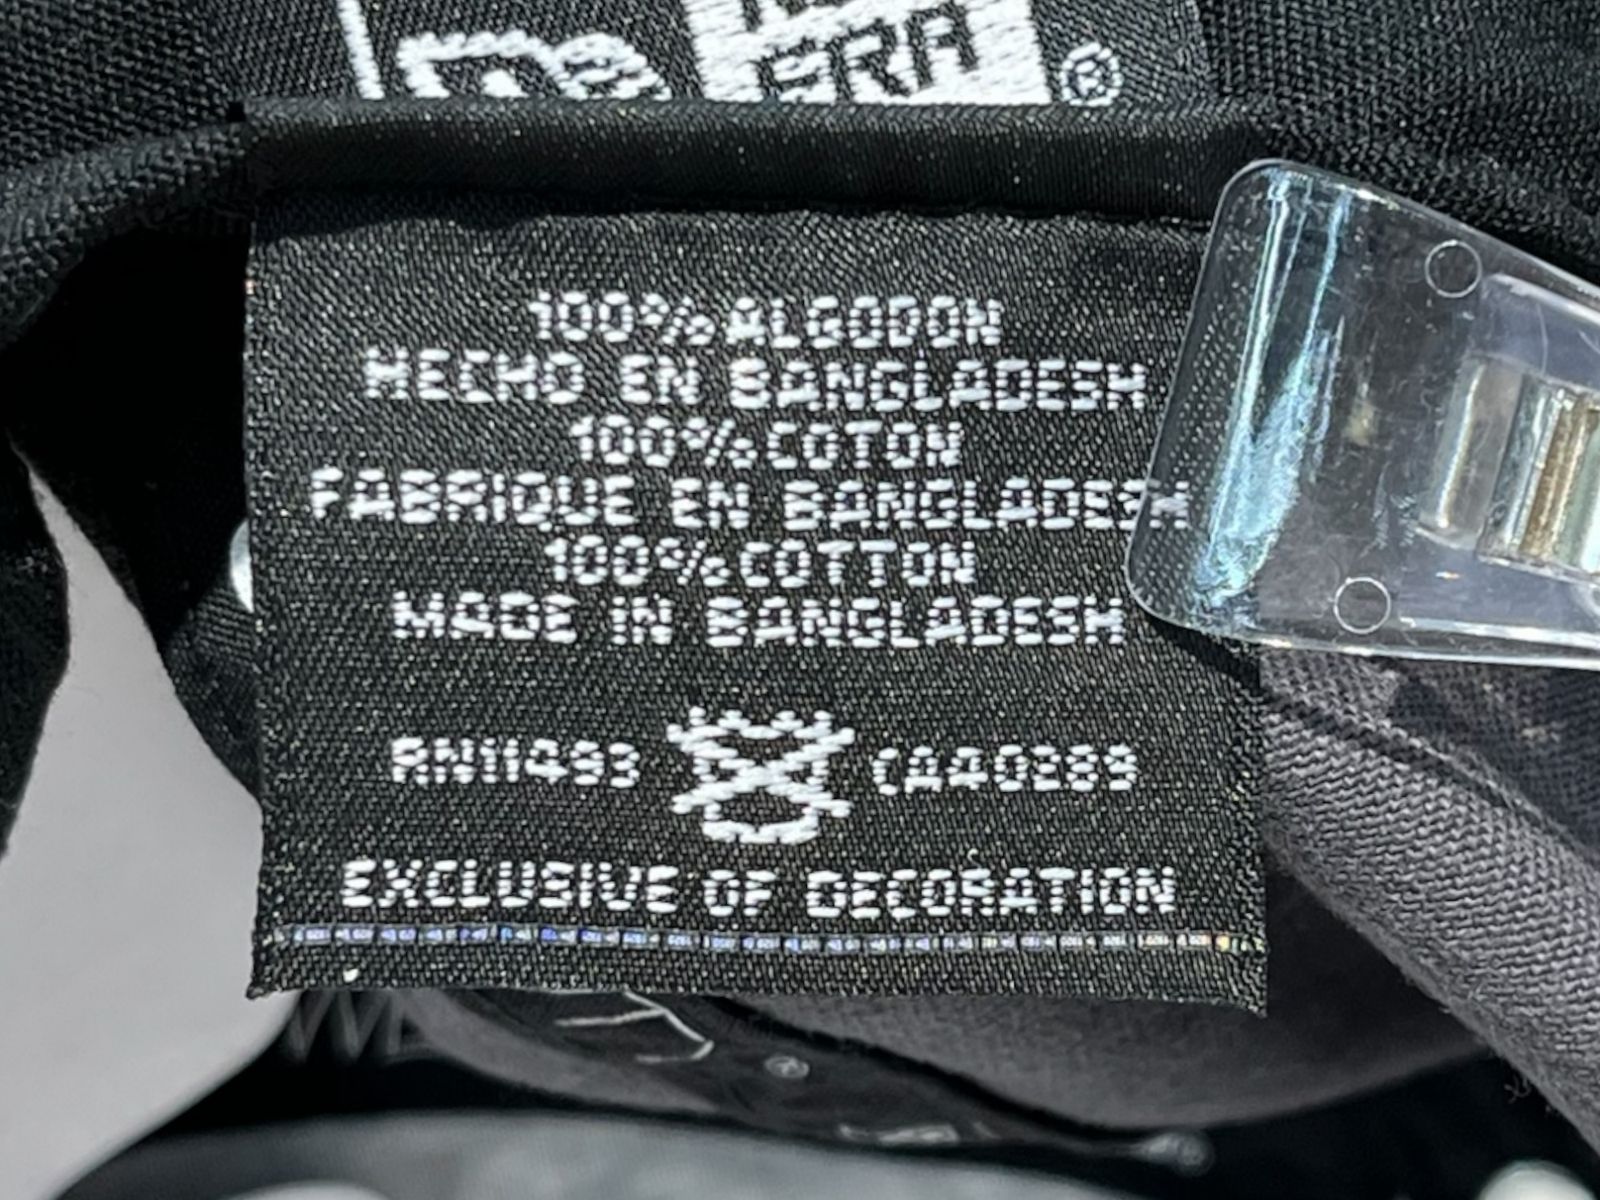 ERA ®
100% ALGODON
HECHO EN BANGLADESH
100% COTON
FABRIQUE EN BANGLADESH
100% COTTON
MADE IN BANGLADESH
RN11493 CA40289
EXCLUSIVE OF DECORATION